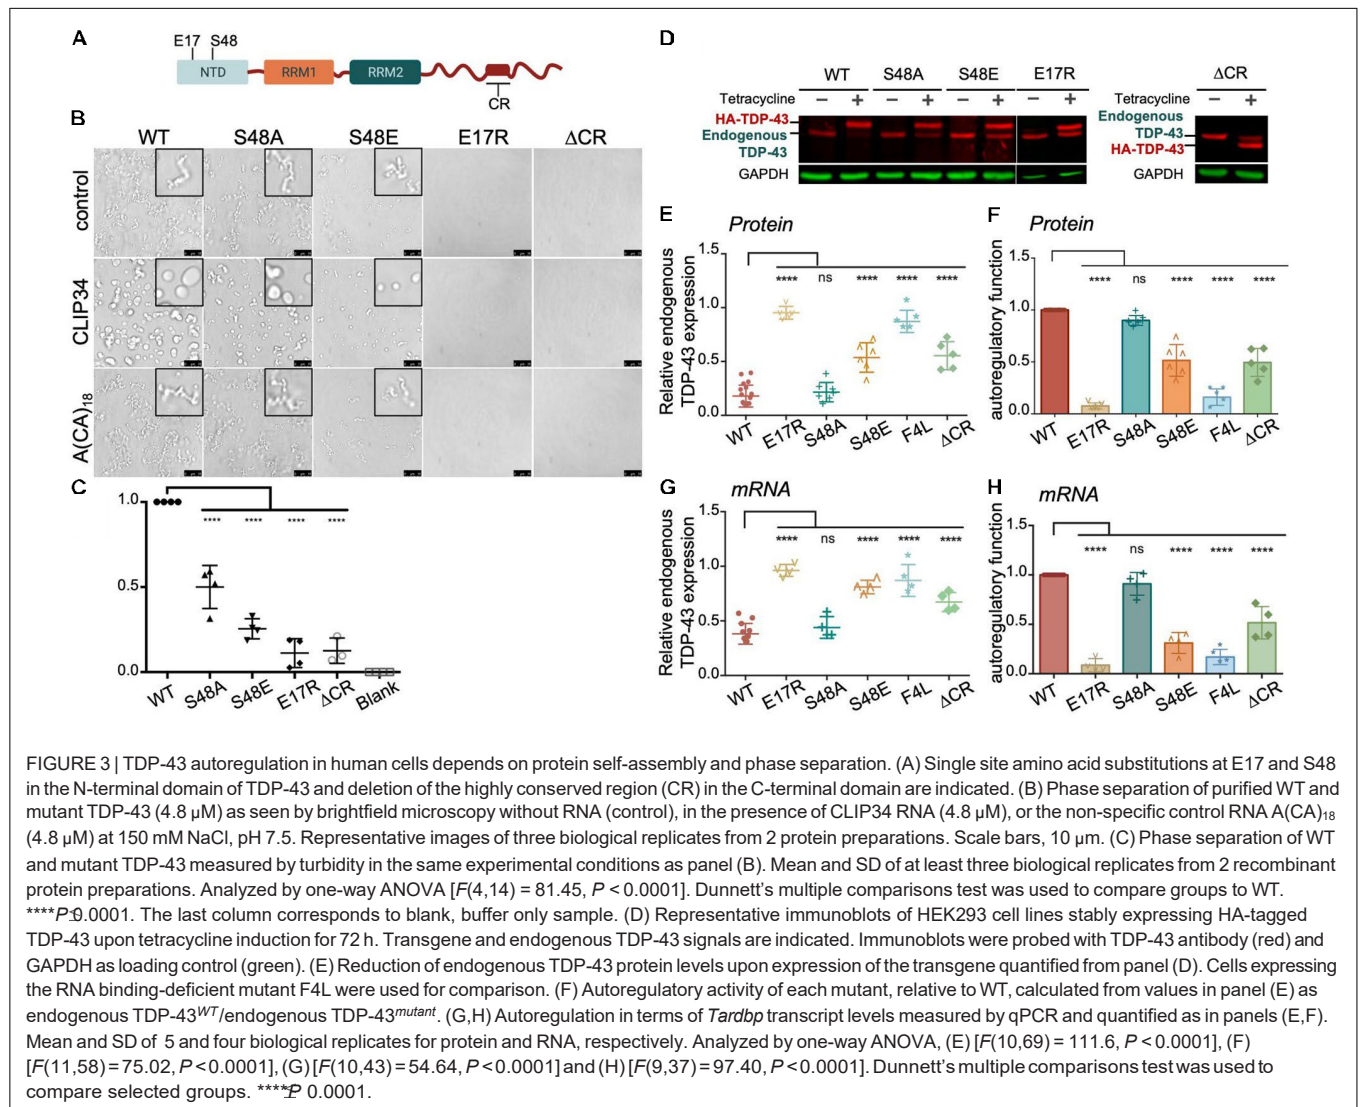 A
E17 S48
NTD
RRM1
RRM2
CR
B
WT S48A S48E E17R ΔCR
control
CLIP34
A(CA)18
C
1.0
0.5
0.0
**** **** **** ****
WT S48A S48E E17R ΔCR Blank
D
WT S48A S48E E17R ΔCR
Tetracycline − + − + − + − + Tetracycline − +
HA-TDP-43
Endogenous
TDP-43
GAPDH
Endogenous
TDP-43
HA-TDP-43
GAPDH
E
Protein
Relative endogenous
TDP-43 expression
1.5
1.0
0.5
0.0
**** ns **** **** ****
WT E17R S48A S48E F4L ΔCR
F
Protein
autoregulatory function
1.5
1.0
0.5
0.0
**** ns **** **** ****
WT E17R S48A S48E F4L ΔCR
G
mRNA
Relative endogenous
TDP-43 expression
1.5
1.0
0.5
0.0
**** ns **** **** ****
WT E17R S48A S48E F4L ΔCR
H
mRNA
autoregulatory function
1.5
1.0
0.5
0.0
**** ns **** **** ****
WT E17R S48A S48E F4L ΔCR
FIGURE 3 | TDP-43 autoregulation in human cells depends on protein self-assembly and phase separation. (A) Single site amino acid substitutions at E17 and S48
in the N-terminal domain of TDP-43 and deletion of the highly conserved region (CR) in the C-terminal domain are indicated. (B) Phase separation of purified WT and
mutant TDP-43 (4.8 µM) as seen by brightfield microscopy without RNA (control), in the presence of CLIP34 RNA (4.8 µM), or the non-specific control RNA A(CA)18
(4.8 µM) at 150 mM NaCl, pH 7.5. Representative images of three biological replicates from 2 protein preparations. Scale bars, 10 µm. (C) Phase separation of WT
and mutant TDP-43 measured by turbidity in the same experimental conditions as panel (B). Mean and SD of at least three biological replicates from 2 recombinant
protein preparations. Analyzed by one-way ANOVA [F(4,14) = 81.45, P < 0.0001]. Dunnett's multiple comparisons test was used to compare groups to WT.
****P≤0.0001. The last column corresponds to blank, buffer only sample. (D) Representative immunoblots of HEK293 cell lines stably expressing HA-tagged
TDP-43 upon tetracycline induction for 72 h. Transgene and endogenous TDP-43 signals are indicated. Immunoblots were probed with TDP-43 antibody (red) and
GAPDH as loading control (green). (E) Reduction of endogenous TDP-43 protein levels upon expression of the transgene quantified from panel (D). Cells expressing
the RNA binding-deficient mutant F4L were used for comparison. (F) Autoregulatory activity of each mutant, relative to WT, calculated from values in panel (E) as
endogenous TDP-43WT/endogenous TDP-43mutant. (G,H) Autoregulation in terms of Tardbp transcript levels measured by qPCR and quantified as in panels (E,F).
Mean and SD of 5 and four biological replicates for protein and RNA, respectively. Analyzed by one-way ANOVA, (E) [F(10,69) = 111.6, P < 0.0001], (F)
[F(11,58) = 75.02, P < 0.0001], (G) [F(10,43) = 54.64, P < 0.0001] and (H) [F(9,37) = 97.40, P < 0.0001]. Dunnett's multiple comparisons test was used to
compare selected groups. ****P≤ 0.0001.